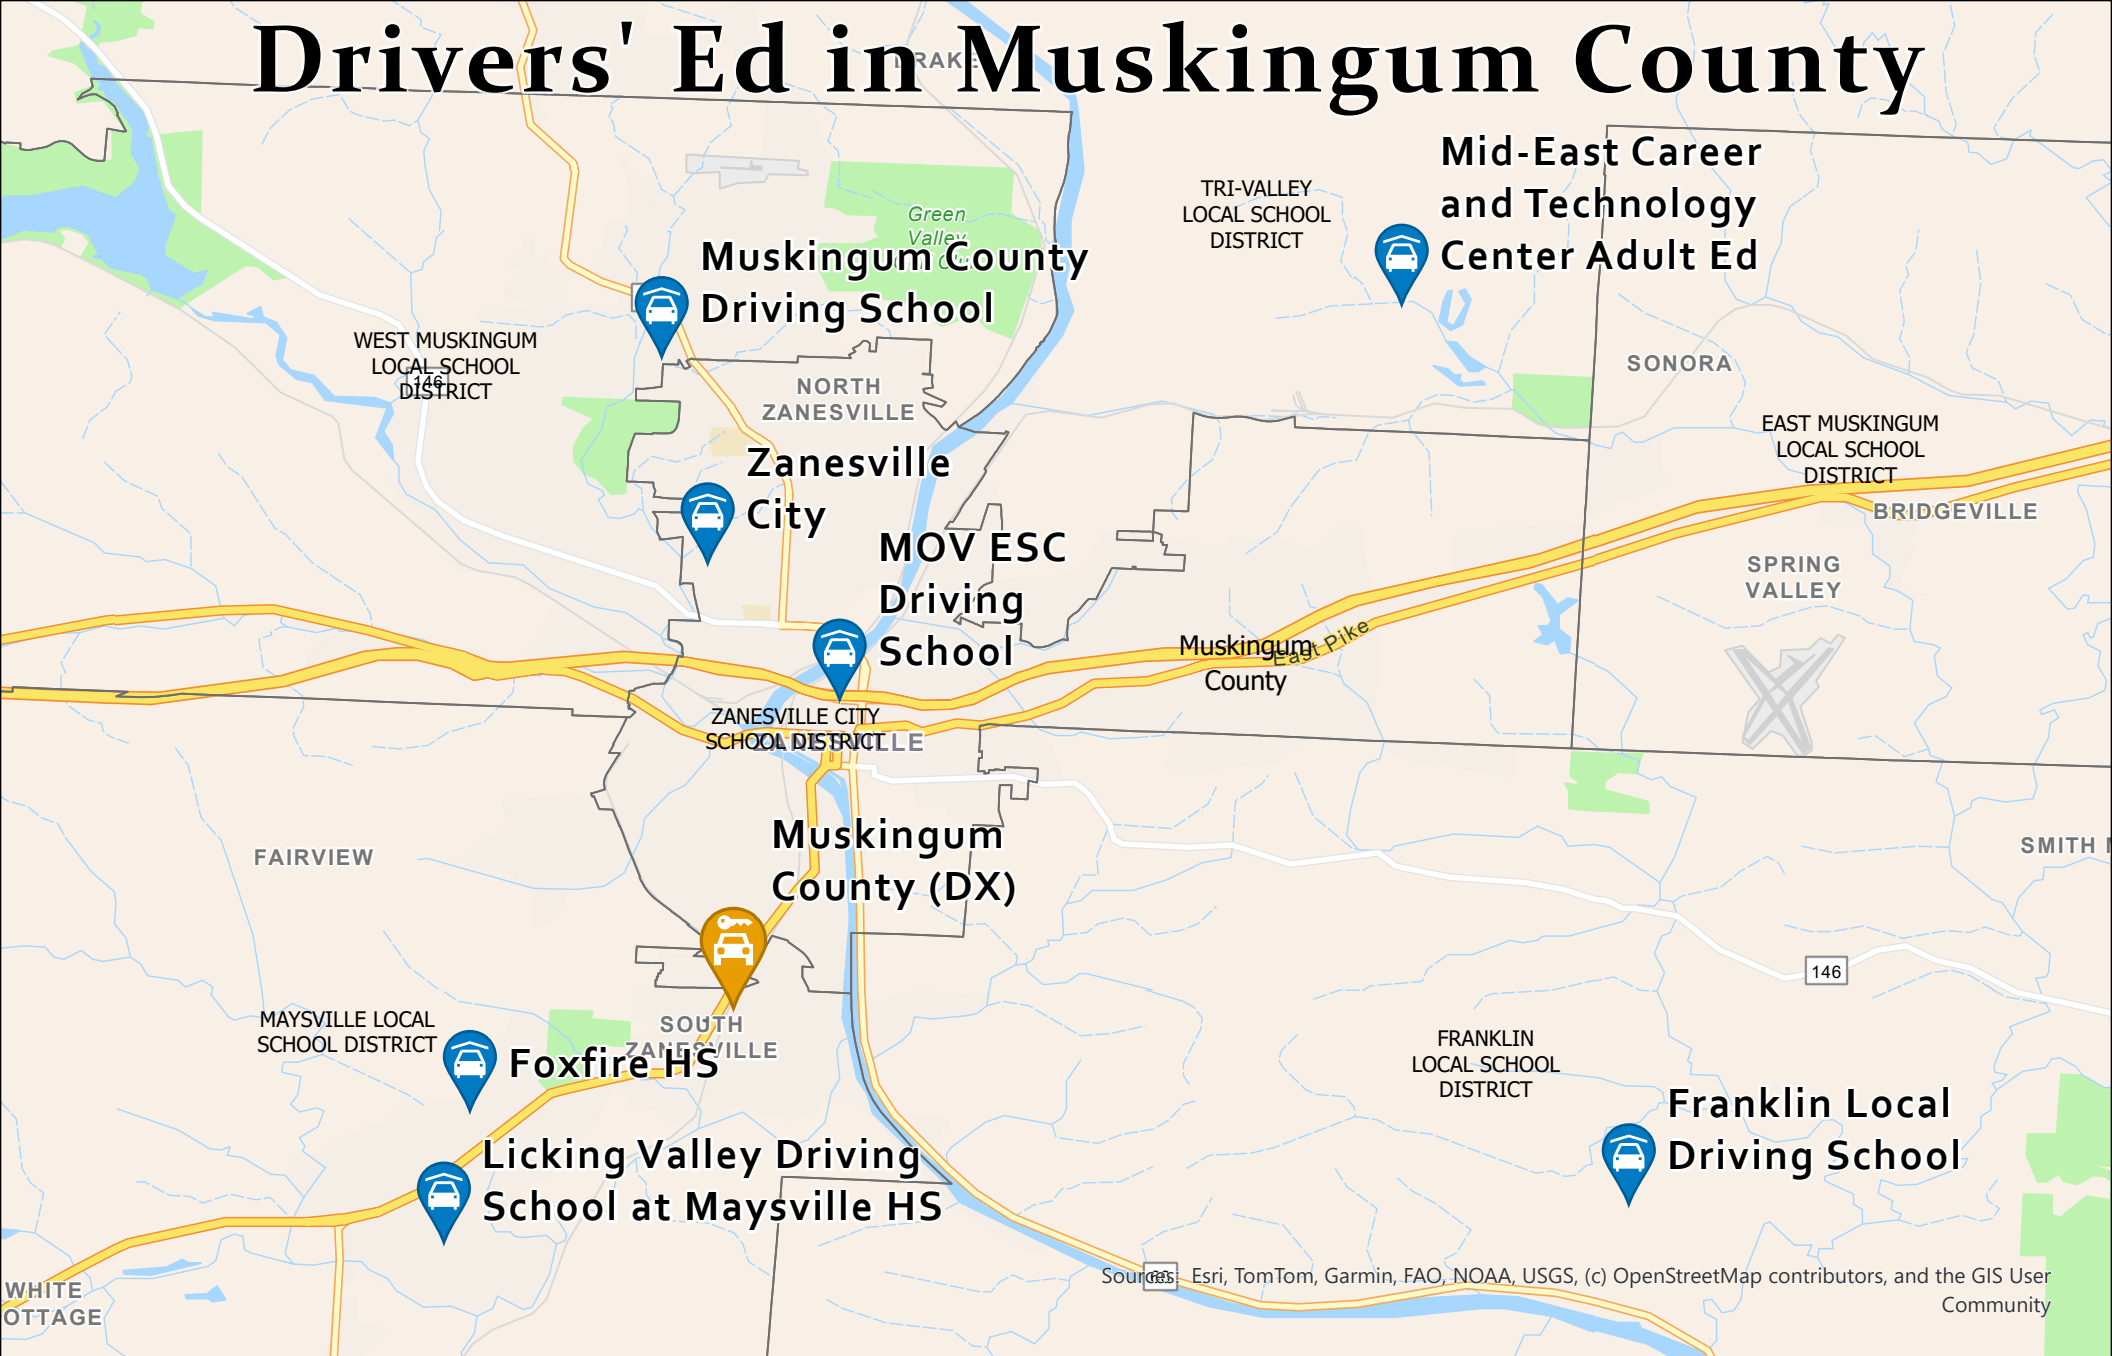 Drivers' Ed in Muskingum County
Mid-East Career
and Technology
Center Adult Ed
TRI-VALLEY
LOCAL SCHOOL
DISTRICT
Green
Valley
Muskingum County
Driving School
WEST MUSKINGUM
LOCAL SCHOOL
DISTRICT
146
SONORA
NORTH
ZANESVILLE
EAST MUSKINGUM
LOCAL SCHOOL
DISTRICT
BRIDGEVILLE
Zanesville
City
MOV ESC
Driving
School
SPRING
VALLEY
Muskingum
County
East Pike
ZANESVILLE CITY
SCHOOL DISTRICT
ZANESVILLE
Muskingum
County (DX)
FAIRVIEW
SMITH
146
MAYSVILLE LOCAL
SCHOOL DISTRICT
SOUTH
ZANESVILLE
Foxfire HS
FRANKLIN
LOCAL SCHOOL
DISTRICT
Franklin Local
Driving School
Licking Valley Driving
School at Maysville HS
WHITE
OTTAGE
Sources: Esri, TomTom, Garmin, FAO, NOAA, USGS, (c) OpenStreetMap contributors, and the GIS User
Community